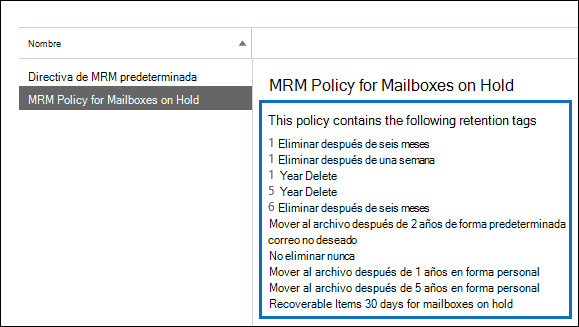 Nombre
Directiva de MRM predeterminada
MRM Policy for Mailboxes on Hold
MRM Policy for Mailboxes on Hold
This policy contains the following retention tags
1 Eliminar después de seis meses
1 Eliminar después de una semana
1 Year Delete
5 Year Delete
6 Eliminar después de seis meses
Mover al archivo después de 2 años de forma predeterminada
correo no deseado
No eliminar nunca
Mover al archivo después de 1 años en forma personal
Mover al archivo después de 5 años en forma personal
Recoverable Items 30 days for mailboxes on hold